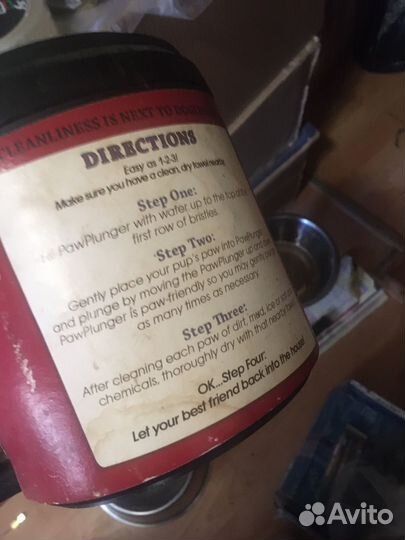 CLEANLINESS IS NEXT TO
DIRECTIONS
Easy as 1-2-3!
Make sure you have a clean, dry towel nearby.
Step One:
PawPlunger with water up to the top of the
first row of bristles.
Step Two:
Gently place your pup's paw into PawPlunger
and plunge by moving the PawPlunger up and down.
PawPlunger is paw-friendly so you may gently plunge
as many times as necessary
Step Three:
After cleaning each paw of dirt, mud, ice or
chemicals, thoroughly dry with that nearby
OK...Step Four:
Let your best friend back into the house!
Avito